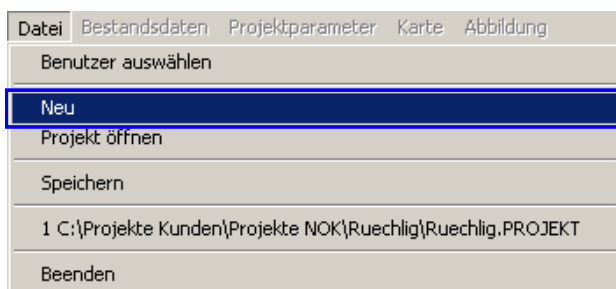 Datei Bestandsdaten Projektparameter Karte Abbildung
Benutzer auswählen
Neu
Projekt öffnen
Speichern
1 C:\Projekte Kunden\Projekte NOK\Ruechlig\Ruechlig.PROJEKT
Beenden